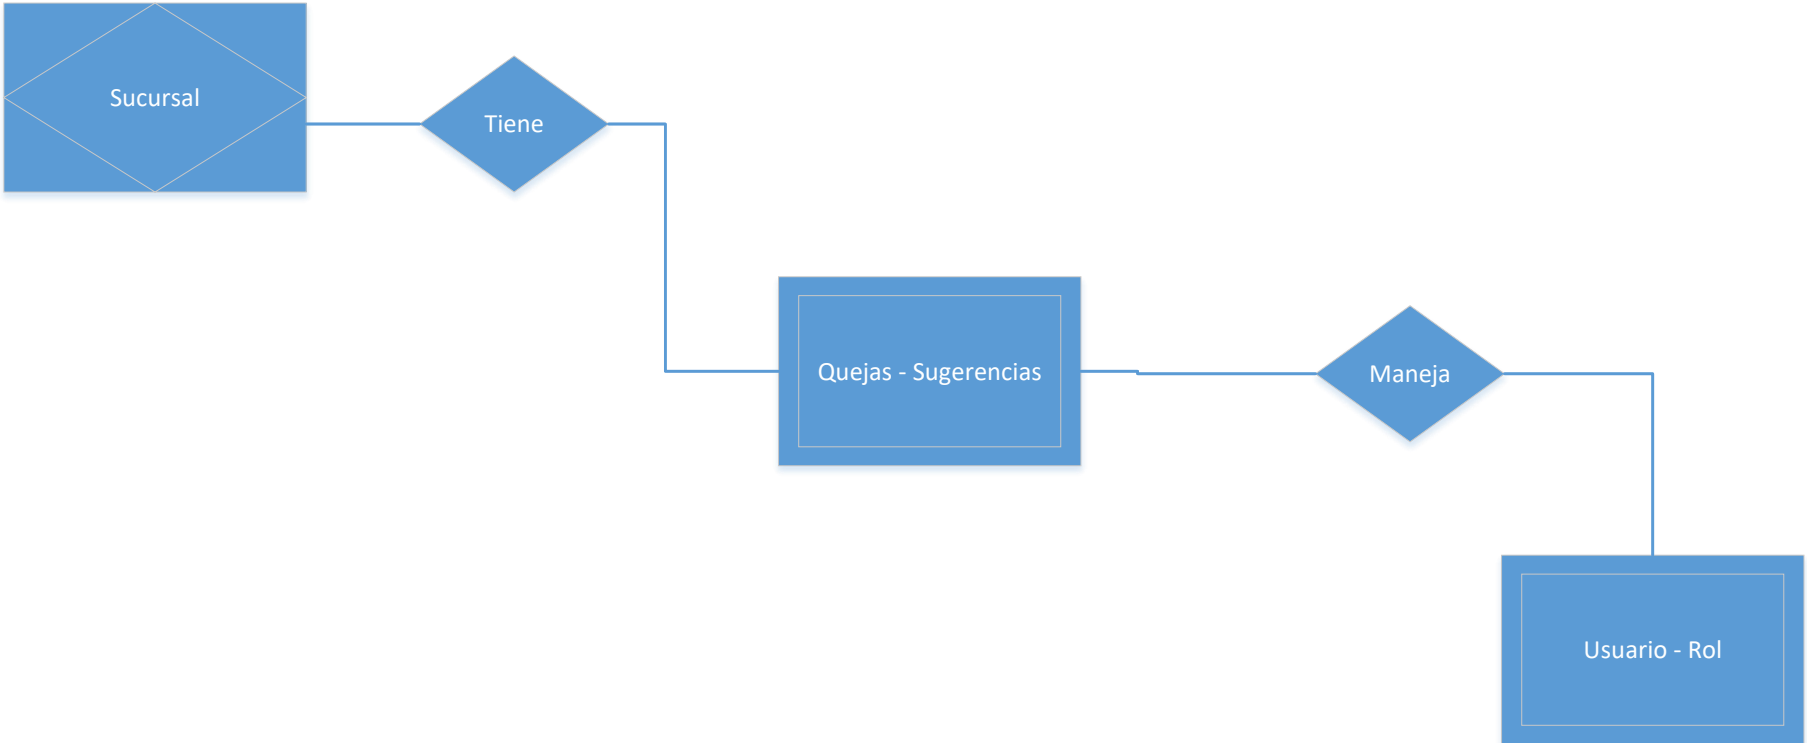 Sucursal
Tiene
Quejas - Sugerencias
Maneja
Usuario - Rol